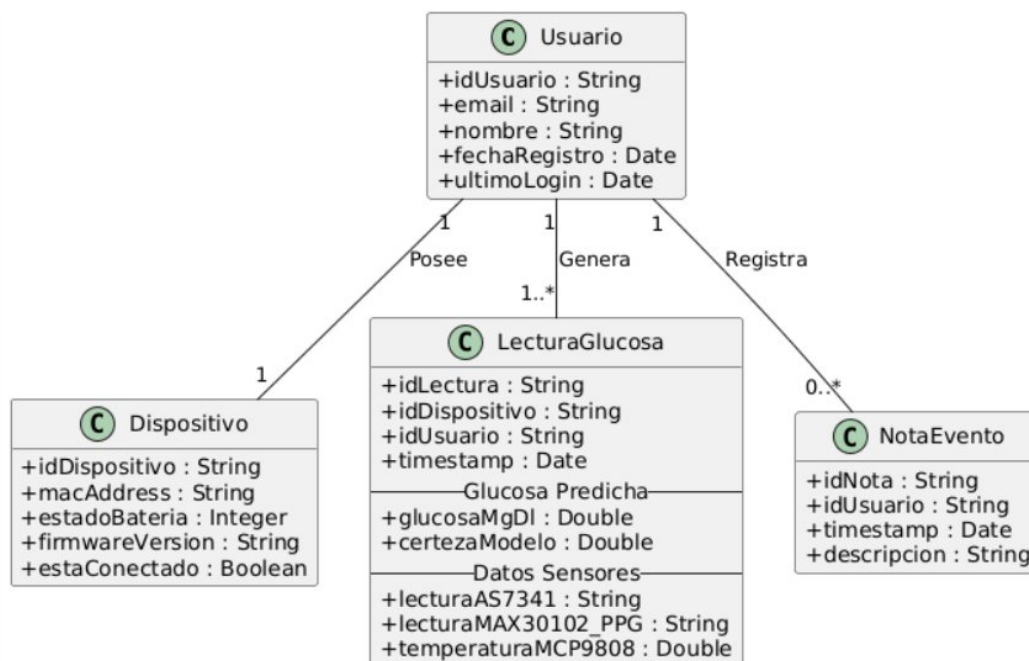 C Usuario
+idUsuario : String
+email : String
+nombre : String
+fechaRegistro : Date
+ultimoLogin : Date
1
1
1
Posee
Genera
Registra
1..*
1
0..*
C LecturaGlucosa
+idLectura : String
+idDispositivo : String
+idUsuario : String
+timestamp : Date
Glucosa Predicha
+glucosaMgDl : Double
+certezaModelo : Double
Datos Sensores
+lecturaAS7341 : String
+lecturaMAX30102_PPG : String
+temperaturaMCP9808 : Double
C Dispositivo
+idDispositivo : String
+macAddress : String
+estadoBateria : Integer
+firmwareVersion : String
+estaConectado : Boolean
C NotaEvento
+idNota : String
+idUsuario : String
+timestamp : Date
+descripcion : String